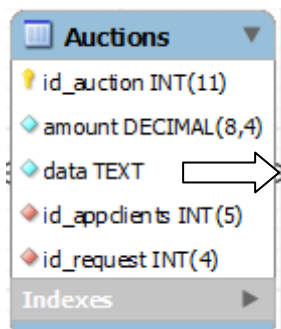 Auctions
id_auction INT(11)
amount DECIMAL(8,4)
data TEXT
id_appclients INT(5)
id_request INT(4)
Indexes